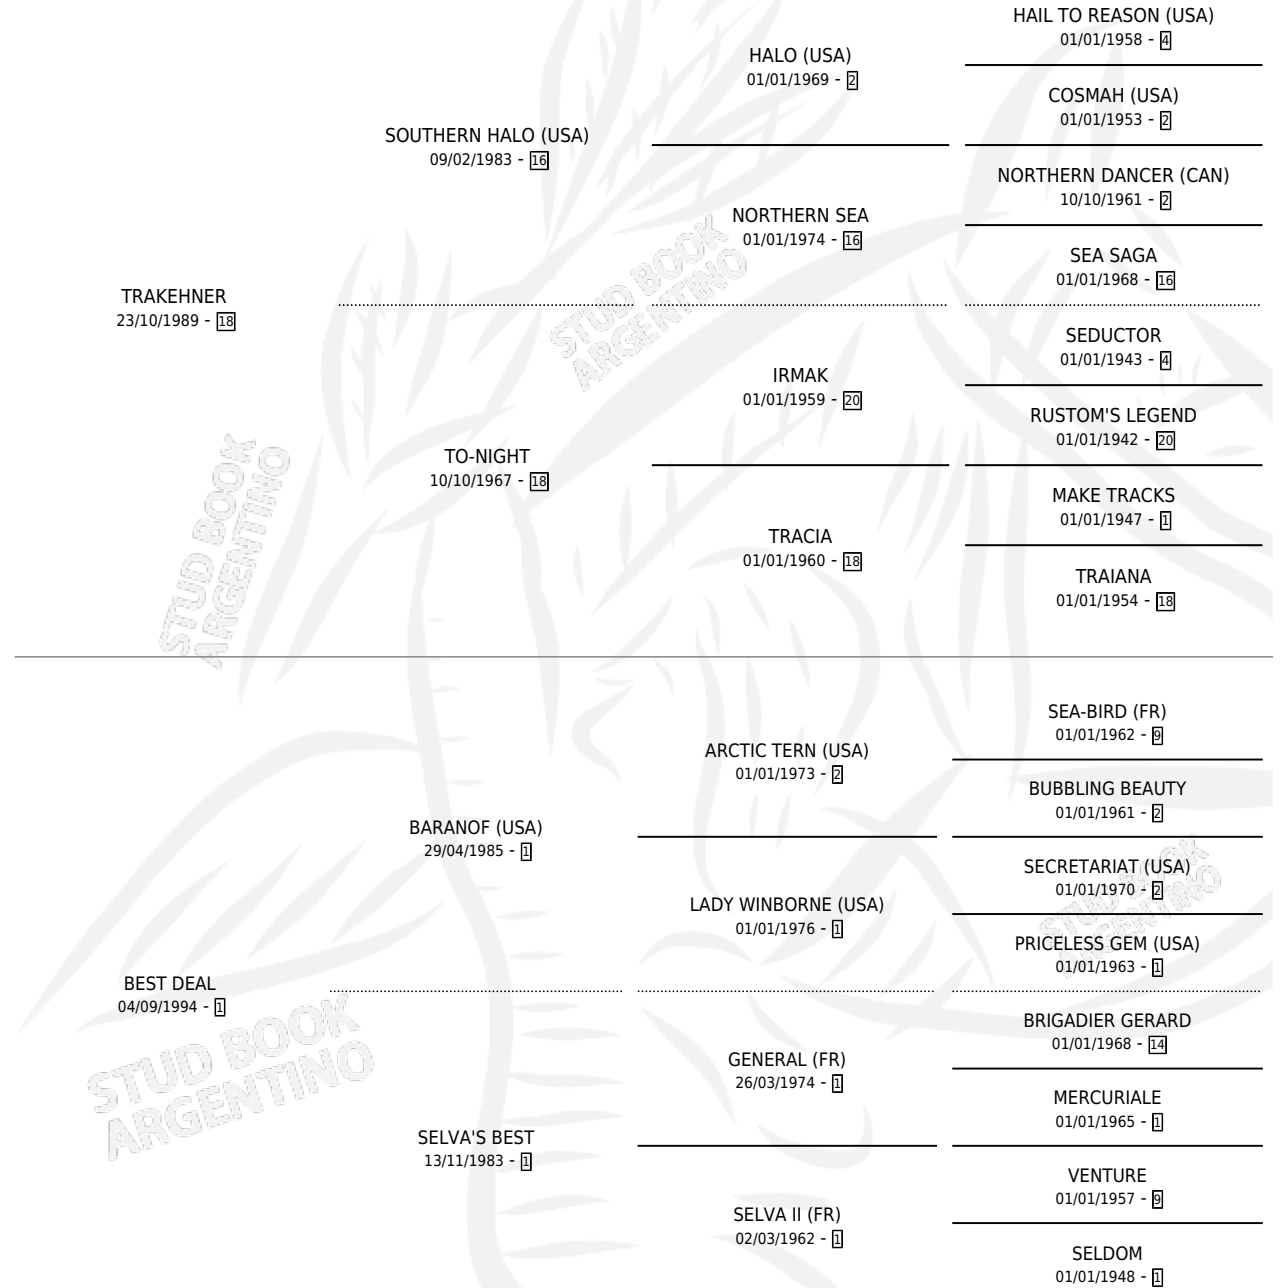 HAIL TO REASON (USA)
01/01/1958 - 4
HALO (USA)
01/01/1969 - 2
COSMAH (USA)
01/01/1953 - 2
SOUTHERN HALO (USA)
09/02/1983 - 16
NORTHERN DANCER (CAN)
10/10/1961 - 2
NORTHERN SEA
01/01/1974 - 16
SEA SAGA
01/01/1968 - 16
TRAKEHNER
23/10/1989 - 18
SEDUCTOR
01/01/1943 - 4
IRMAK
01/01/1959 - 20
RUSTOM'S LEGEND
01/01/1942 - 20
TO-NIGHT
10/10/1967 - 18
MAKE TRACKS
01/01/1947 - 1
TRACIA
01/01/1960 - 18
TRAIANA
01/01/1954 - 18
STUD BOOK
ARGENTINO
STUD BOOK
ARGENTINO
SEA-BIRD (FR)
01/01/1962 - 9
ARCTIC TERN (USA)
01/01/1973 - 2
BUBBLING BEAUTY
01/01/1961 - 2
BARANOF (USA)
29/04/1985 - 1
SECRETARIAT (USA)
01/01/1970 - 2
LADY WINBORNE (USA)
01/01/1976 - 1
PRICELESS GEM (USA)
01/01/1963 - 1
BEST DEAL
04/09/1994 - 1
BRIGADIER GERARD
01/01/1968 - 14
GENERAL (FR)
26/03/1974 - 1
MERCURIALE
01/01/1965 - 1
SELVA'S BEST
13/11/1983 - 1
VENTURE
01/01/1957 - 9
SELVA II (FR)
02/03/1962 - 1
SELDOM
01/01/1948 - 1
STUD BOOK
ARGENTINO
STUD BOOK
ARGENTINO